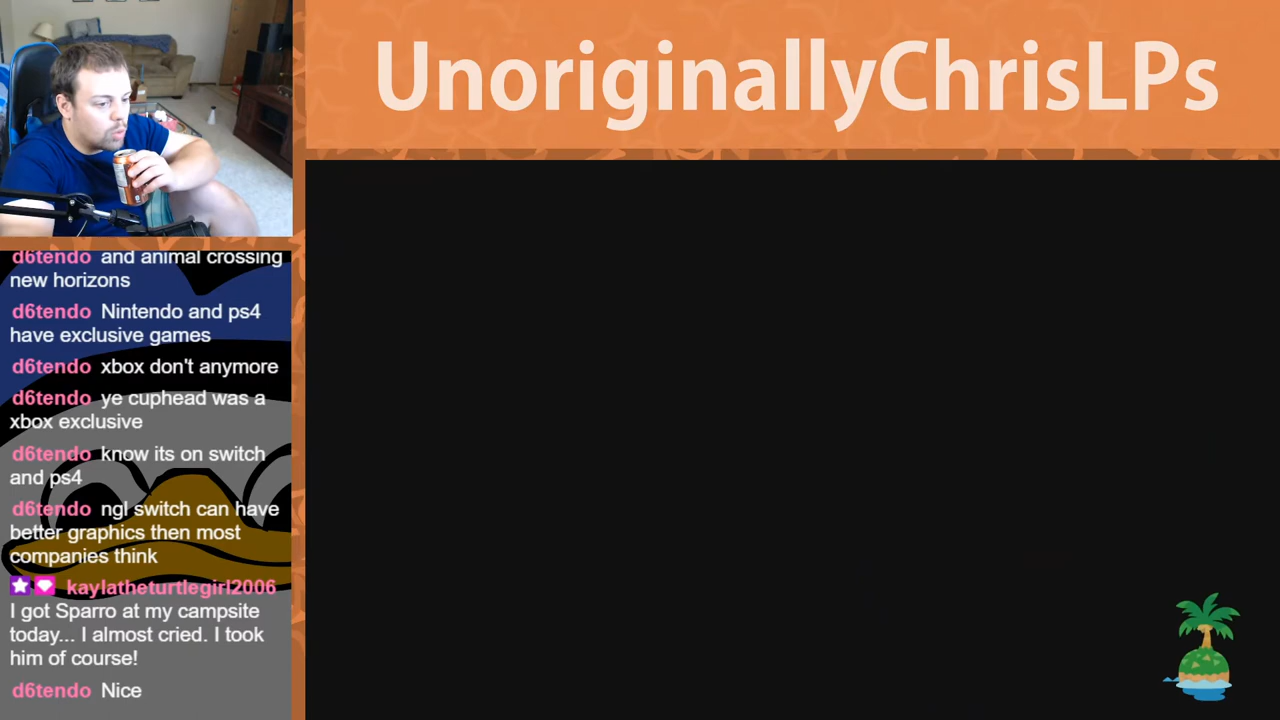 UnoriginallyChrisLPs
d6tendo and animal crossing
new horizons
d6tendo Nintendo and ps4
have exclusive games
d6tendo xbox don't anymore
d6tendo ye cuphead was a
xbox exclusive
d6tendo know its on switch
and ps4
d6tendo ngl switch can have
better graphics then most
companies think
kaylatheturtlegirl2006
I got Sparro at my campsite
today... I almost cried. I took
him of course!
d6tendo Nice